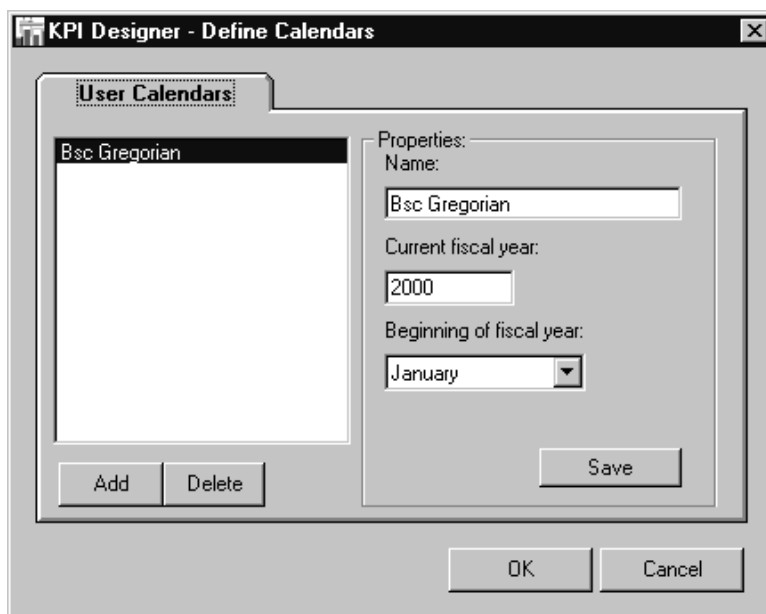 KPI Designer - Define Calendars
User Calendars
Bsc Gregorian
Properties:
Name:
Bsc Gregorian
Current fiscal year:
2000
Beginning of fiscal year:
January
Save
Add Delete
OK Cancel